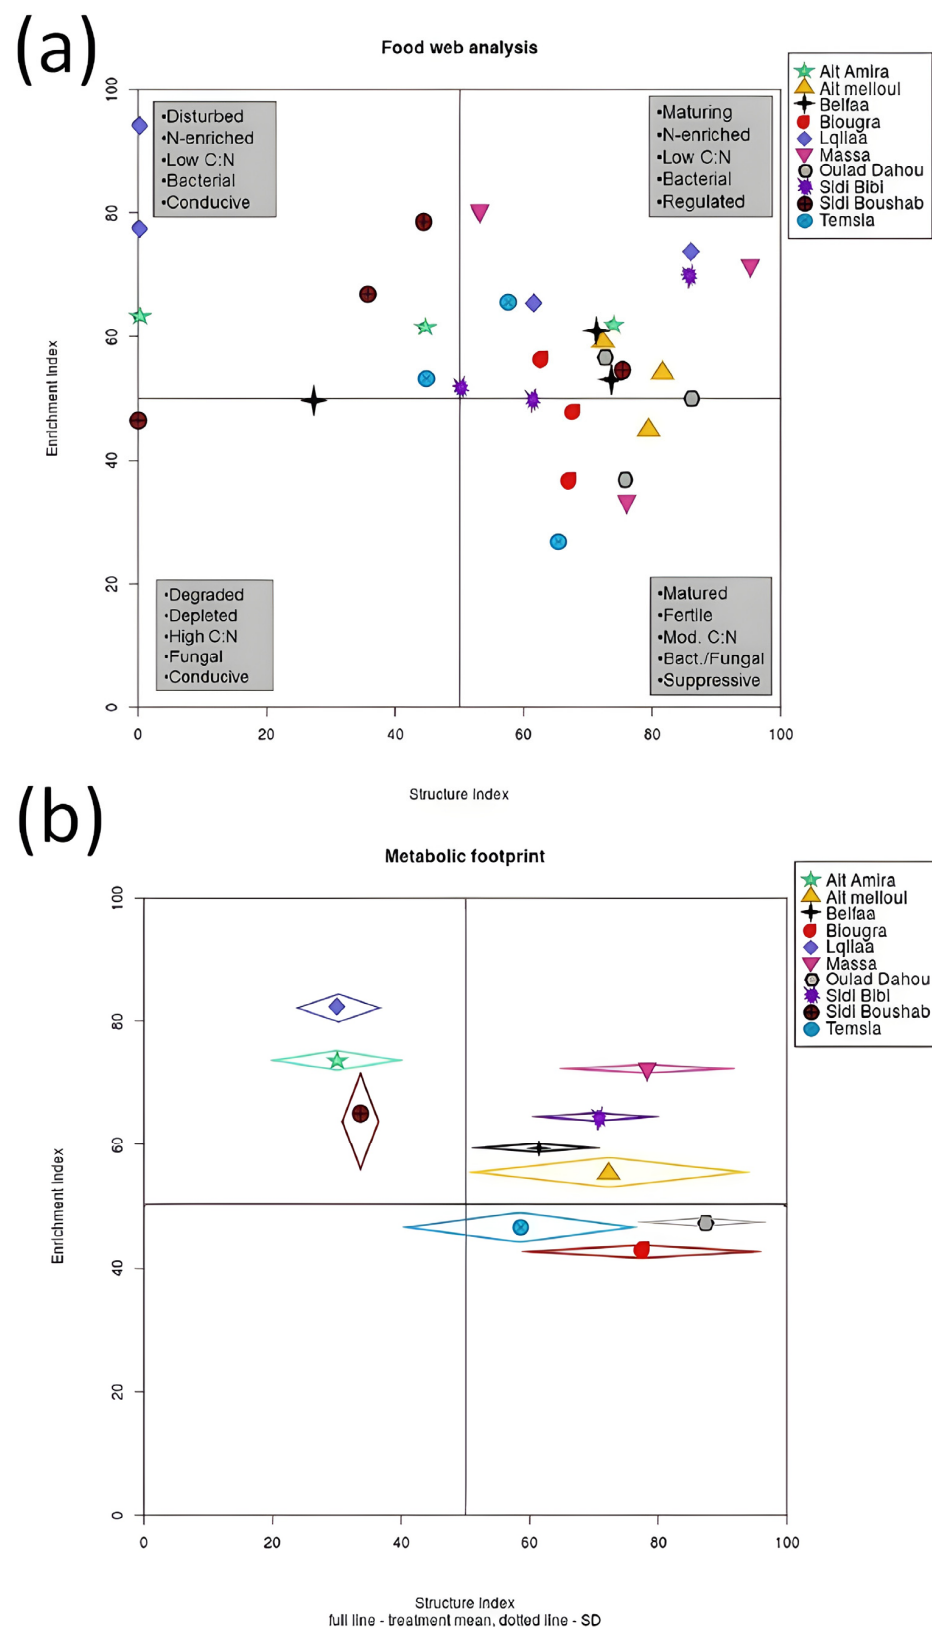 (a)
Food web analysis
Ait Amira
Ait melloul
Belfaa
Biougra
Lqliaa
Massa
Oulad Dahou
Sidi Bibi
Sidi Boushab
Temsia
•Disturbed
•N-enriched
•Low C:N
•Bacterial
•Conducive
•Maturing
•N-enriched
•Low C:N
•Bacterial
•Regulated
100
80
60
40
20
0
Enrichment Index
•Degraded
•Depleted
•High C:N
•Fungal
•Conducive
•Matured
•Fertile
•Mod. C:N
•Bact./Fungal
•Suppressive
0 20 40 60 80 100
Structure Index
(b)
Metabolic footprint
Ait Amira
Ait melloul
Belfaa
Biougra
Lqliaa
Massa
Oulad Dahou
Sidi Bibi
Sidi Boushab
Temsia
100
80
60
40
20
0
Enrichment Index
0 20 40 60 80 100
Structure Index
full line - treatment mean, dotted line - SD